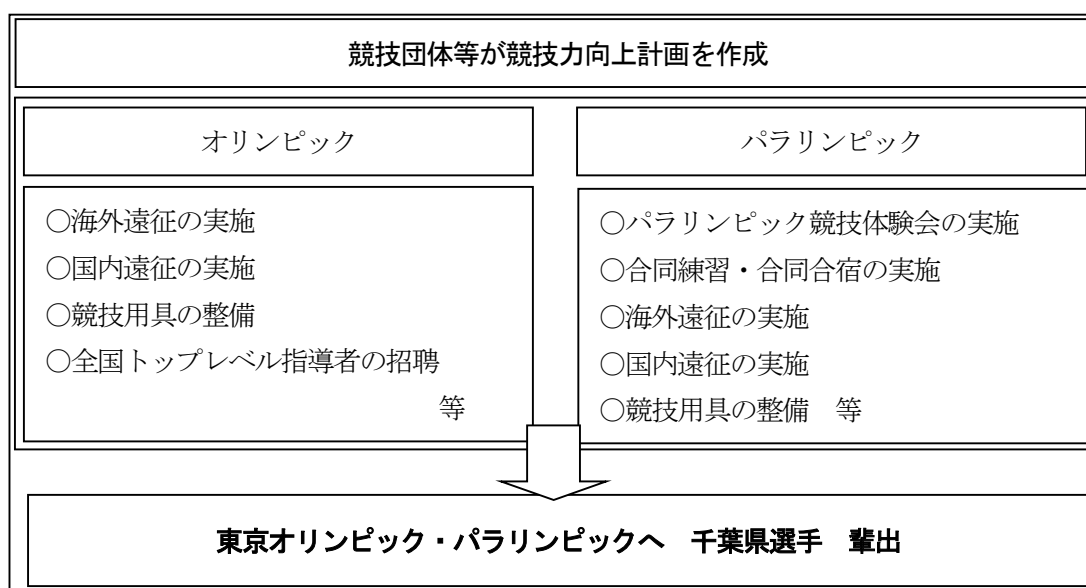 競技団体等が競技力向上計画を作成
オリンピック
○海外遠征の実施
○国内遠征の実施
○競技用具の整備
○全国トップレベル指導者の招聘
等
パラリンピック
○パラリンピック競技体験会の実施
○合同練習・合同合宿の実施
○海外遠征の実施
○国内遠征の実施
○競技用具の整備　等
東京オリンピック・パラリンピックへ　千葉県選手　輩出